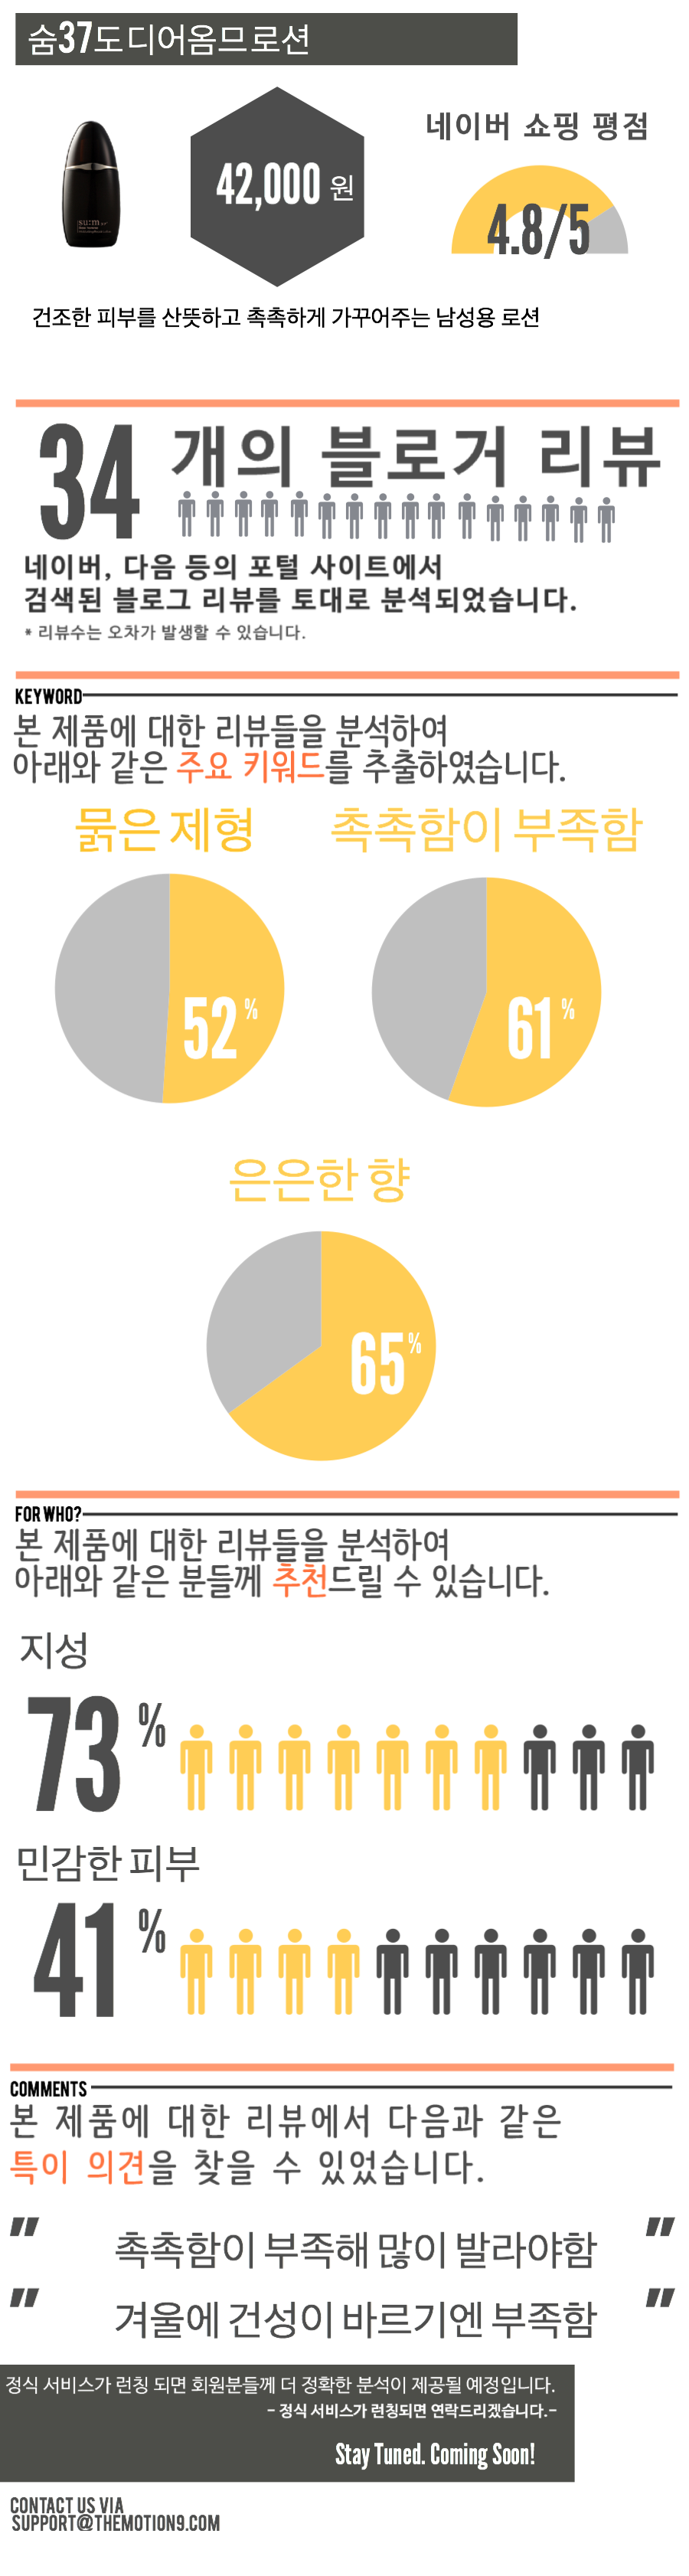 숨37도디어옴므로션
42,000 원
네이버 쇼핑 평점
4.8/5
su:m37°
건조한 피부를 산뜻하고 촉촉하게 가꾸어주는 남성용 로션
34 개의 블로거 리뷰
네이버, 다음 등의 포털 사이트에서
검색된 블로그 리뷰를 토대로 분석되었습니다.
* 리뷰수는 오차가 발생할 수 있습니다.
KEYWORD
본 제품에 대한 리뷰들을 분석하여
아래와 같은 주요 키워드를 추출하였습니다.
묽은 제형
촉촉함이 부족함
52 %
61 %
은은한 향
65 %
FOR WHO?
본 제품에 대한 리뷰들을 분석하여
아래와 같은 분들께 추천드릴 수 있습니다.
지성
73 %
민감한 피부
41 %
COMMENTS
본 제품에 대한 리뷰에서 다음과 같은
특이 의견을 찾을 수 있었습니다.
" 촉촉함이 부족해 많이 발라야함 "
" 겨울에 건성이 바르기엔 부족함 "
정식 서비스가 런칭 되면 회원분들께 더 정확한 분석이 제공될 예정입니다.
- 정식 서비스가 런칭되면 연락드리겠습니다.-
Stay Tuned. Coming Soon!
CONTACT US VIA
SUPPORT@THEMOTION9.COM